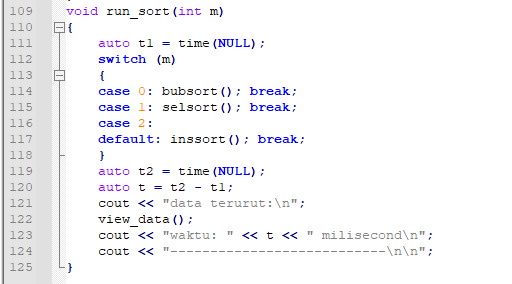 109 void run_sort(int m)
110 {
111 auto t1 = time(NULL);
112 switch (m)
113 {
114 case 0: bubsort(); break;
115 case 1: selsort(); break;
116 case 2:
117 default: inssort(); break;
118 }
119 auto t2 = time(NULL);
120 auto t = t2 - t1;
121 cout << "data terurut:\n";
122 view_data();
123 cout << "waktu: " << t << " milisecond\n";
124 cout << "---------------------------\n\n";
125 }